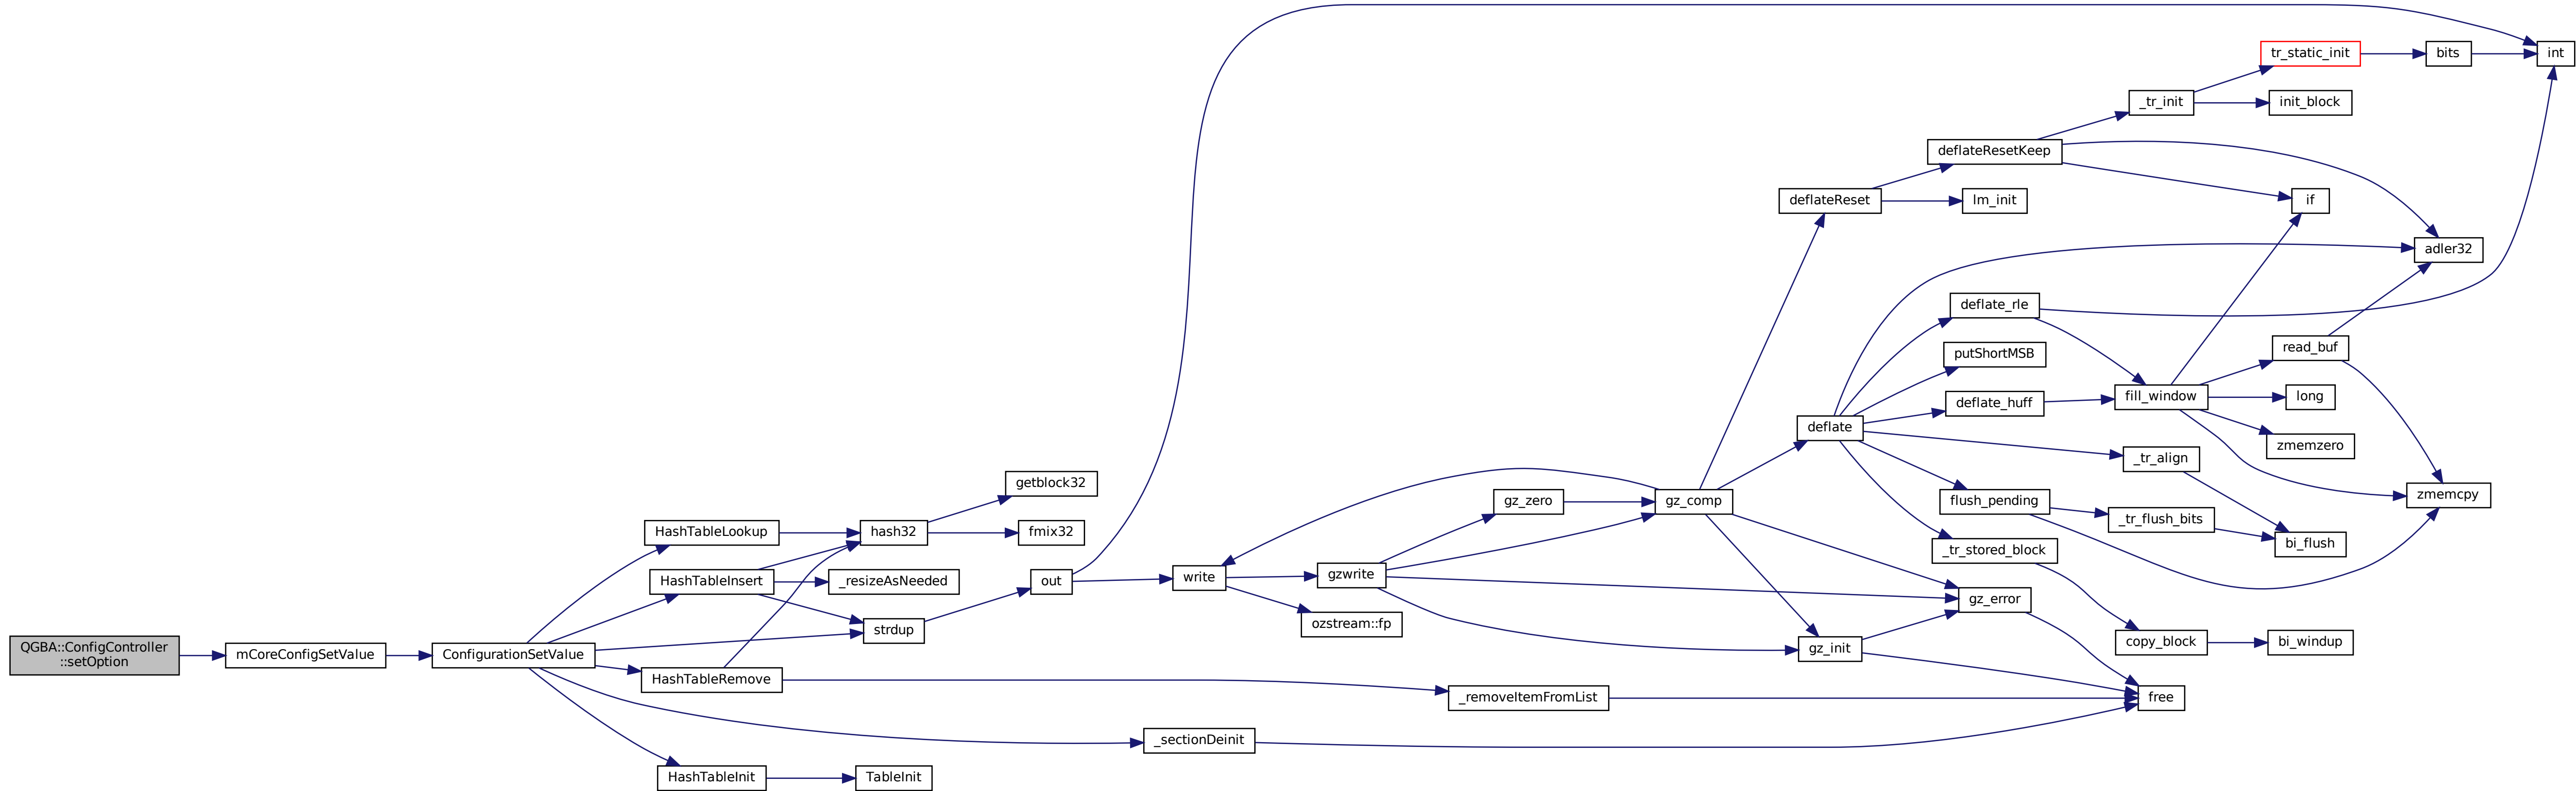 QGBA::ConfigController
::setOption
mCoreConfigSetValue
ConfigurationSetValue
HashTableLookup
HashTableInsert
HashTableRemove
HashTableInit
hash32
_resizeAsNeeded
strdup
TableInit
getblock32
fmix32
out
_sectionDeinit
write
gzwrite
ozstream::fp
_removeItemFromList
gz_zero
gz_comp
deflateReset
deflate
gz_init
deflateResetKeep
lm_init
deflate_rle
putShortMSB
deflate_huff
flush_pending
_tr_stored_block
gz_error
_tr_init
fill_window
_tr_align
_tr_flush_bits
copy_block
free
tr_static_init
init_block
if
read_buf
long
zmemzero
bi_flush
bi_windup
bits
adler32
zmemcpy
int